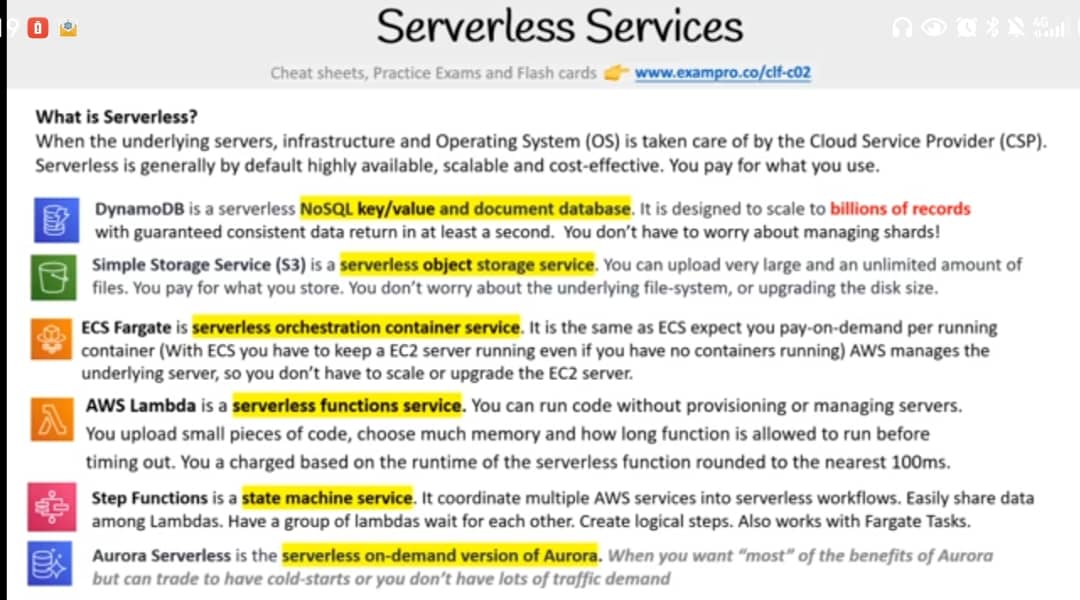 Serverless Services
Cheat sheets, Practice Exams and Flash cards 👉 www.exampro.co/clf-c02
What is Serverless?
When the underlying servers, infrastructure and Operating System (OS) is taken care of by the Cloud Service Provider (CSP).
Serverless is generally by default highly available, scalable and cost-effective. You pay for what you use.
DynamoDB is a serverless NoSQL key/value and document database. It is designed to scale to billions of records
with guaranteed consistent data return in at least a second. You don't have to worry about managing shards!
Simple Storage Service (S3) is a serverless object storage service. You can upload very large and an unlimited amount of
files. You pay for what you store. You don't worry about the underlying file-system, or upgrading the disk size.
ECS Fargate is serverless orchestration container service. It is the same as ECS expect you pay-on-demand per running
container (With ECS you have to keep a EC2 server running even if you have no containers running) AWS manages the
underlying server, so you don't have to scale or upgrade the EC2 server.
AWS Lambda is a serverless functions service. You can run code without provisioning or managing servers.
You upload small pieces of code, choose much memory and how long function is allowed to run before
timing out. You a charged based on the runtime of the serverless function rounded to the nearest 100ms.
Step Functions is a state machine service. It coordinate multiple AWS services into serverless workflows. Easily share data
among Lambdas. Have a group of lambdas wait for each other. Create logical steps. Also works with Fargate Tasks.
Aurora Serverless is the serverless on-demand version of Aurora. When you want “most” of the benefits of Aurora
but can trade to have cold-starts or you don't have lots of traffic demand